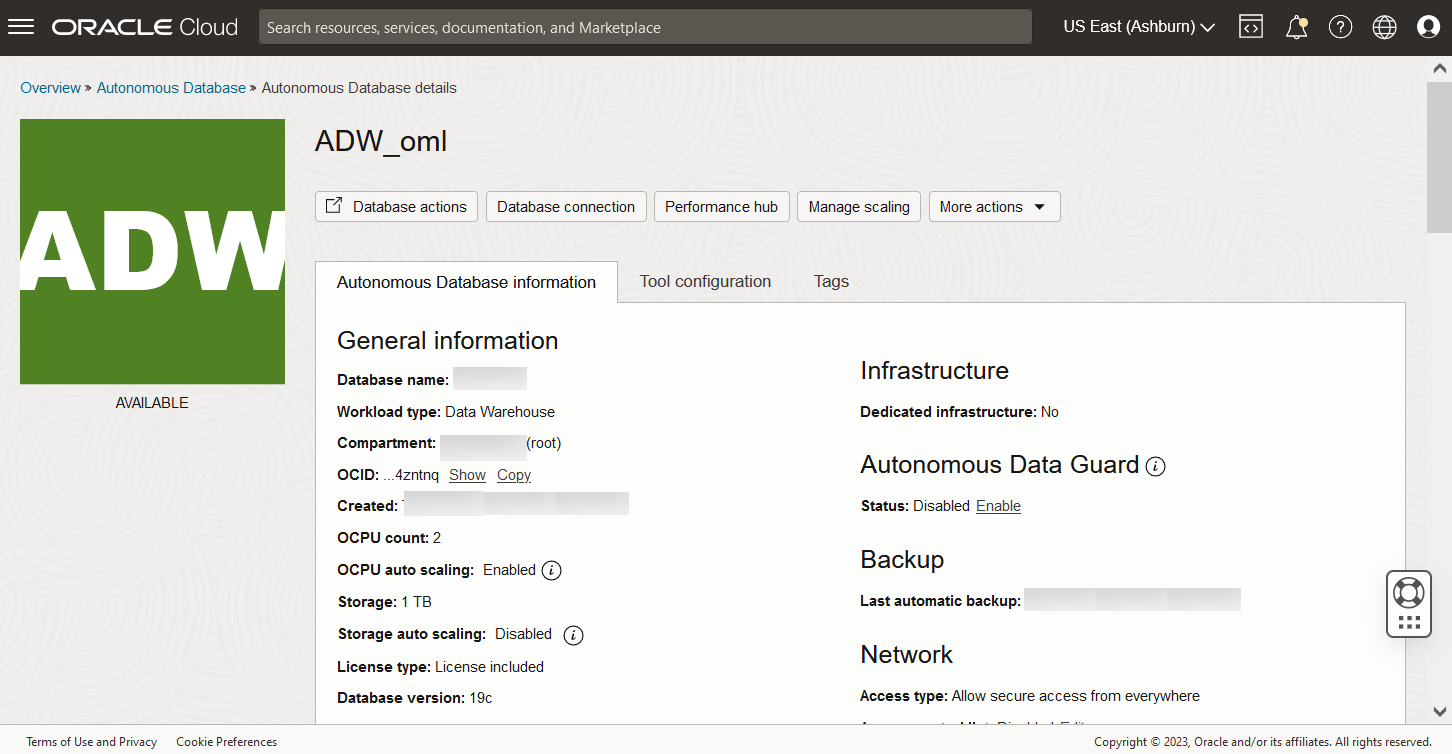 ORACLE Cloud
Search resources, services, documentation, and Marketplace
US East (Ashburn)
Overview » Autonomous Database » Autonomous Database details
ADW
AVAILABLE
ADW_oml
Database actions
Database connection
Performance hub
Manage scaling
More actions
Autonomous Database information
Tool configuration
Tags
General information
Database name:
Workload type: Data Warehouse
Compartment: (root)
OCID: ...4zntnq Show Copy
Created:
OCPU count: 2
OCPU auto scaling: Enabled
Storage: 1 TB
Storage auto scaling: Disabled
License type: License included
Database version: 19c
Infrastructure
Dedicated infrastructure: No
Autonomous Data Guard
Status: Disabled Enable
Backup
Last automatic backup:
Network
Access type: Allow secure access from everywhere
Terms of Use and Privacy
Cookie Preferences
Copyright © 2023, Oracle and/or its affiliates. All rights reserved.